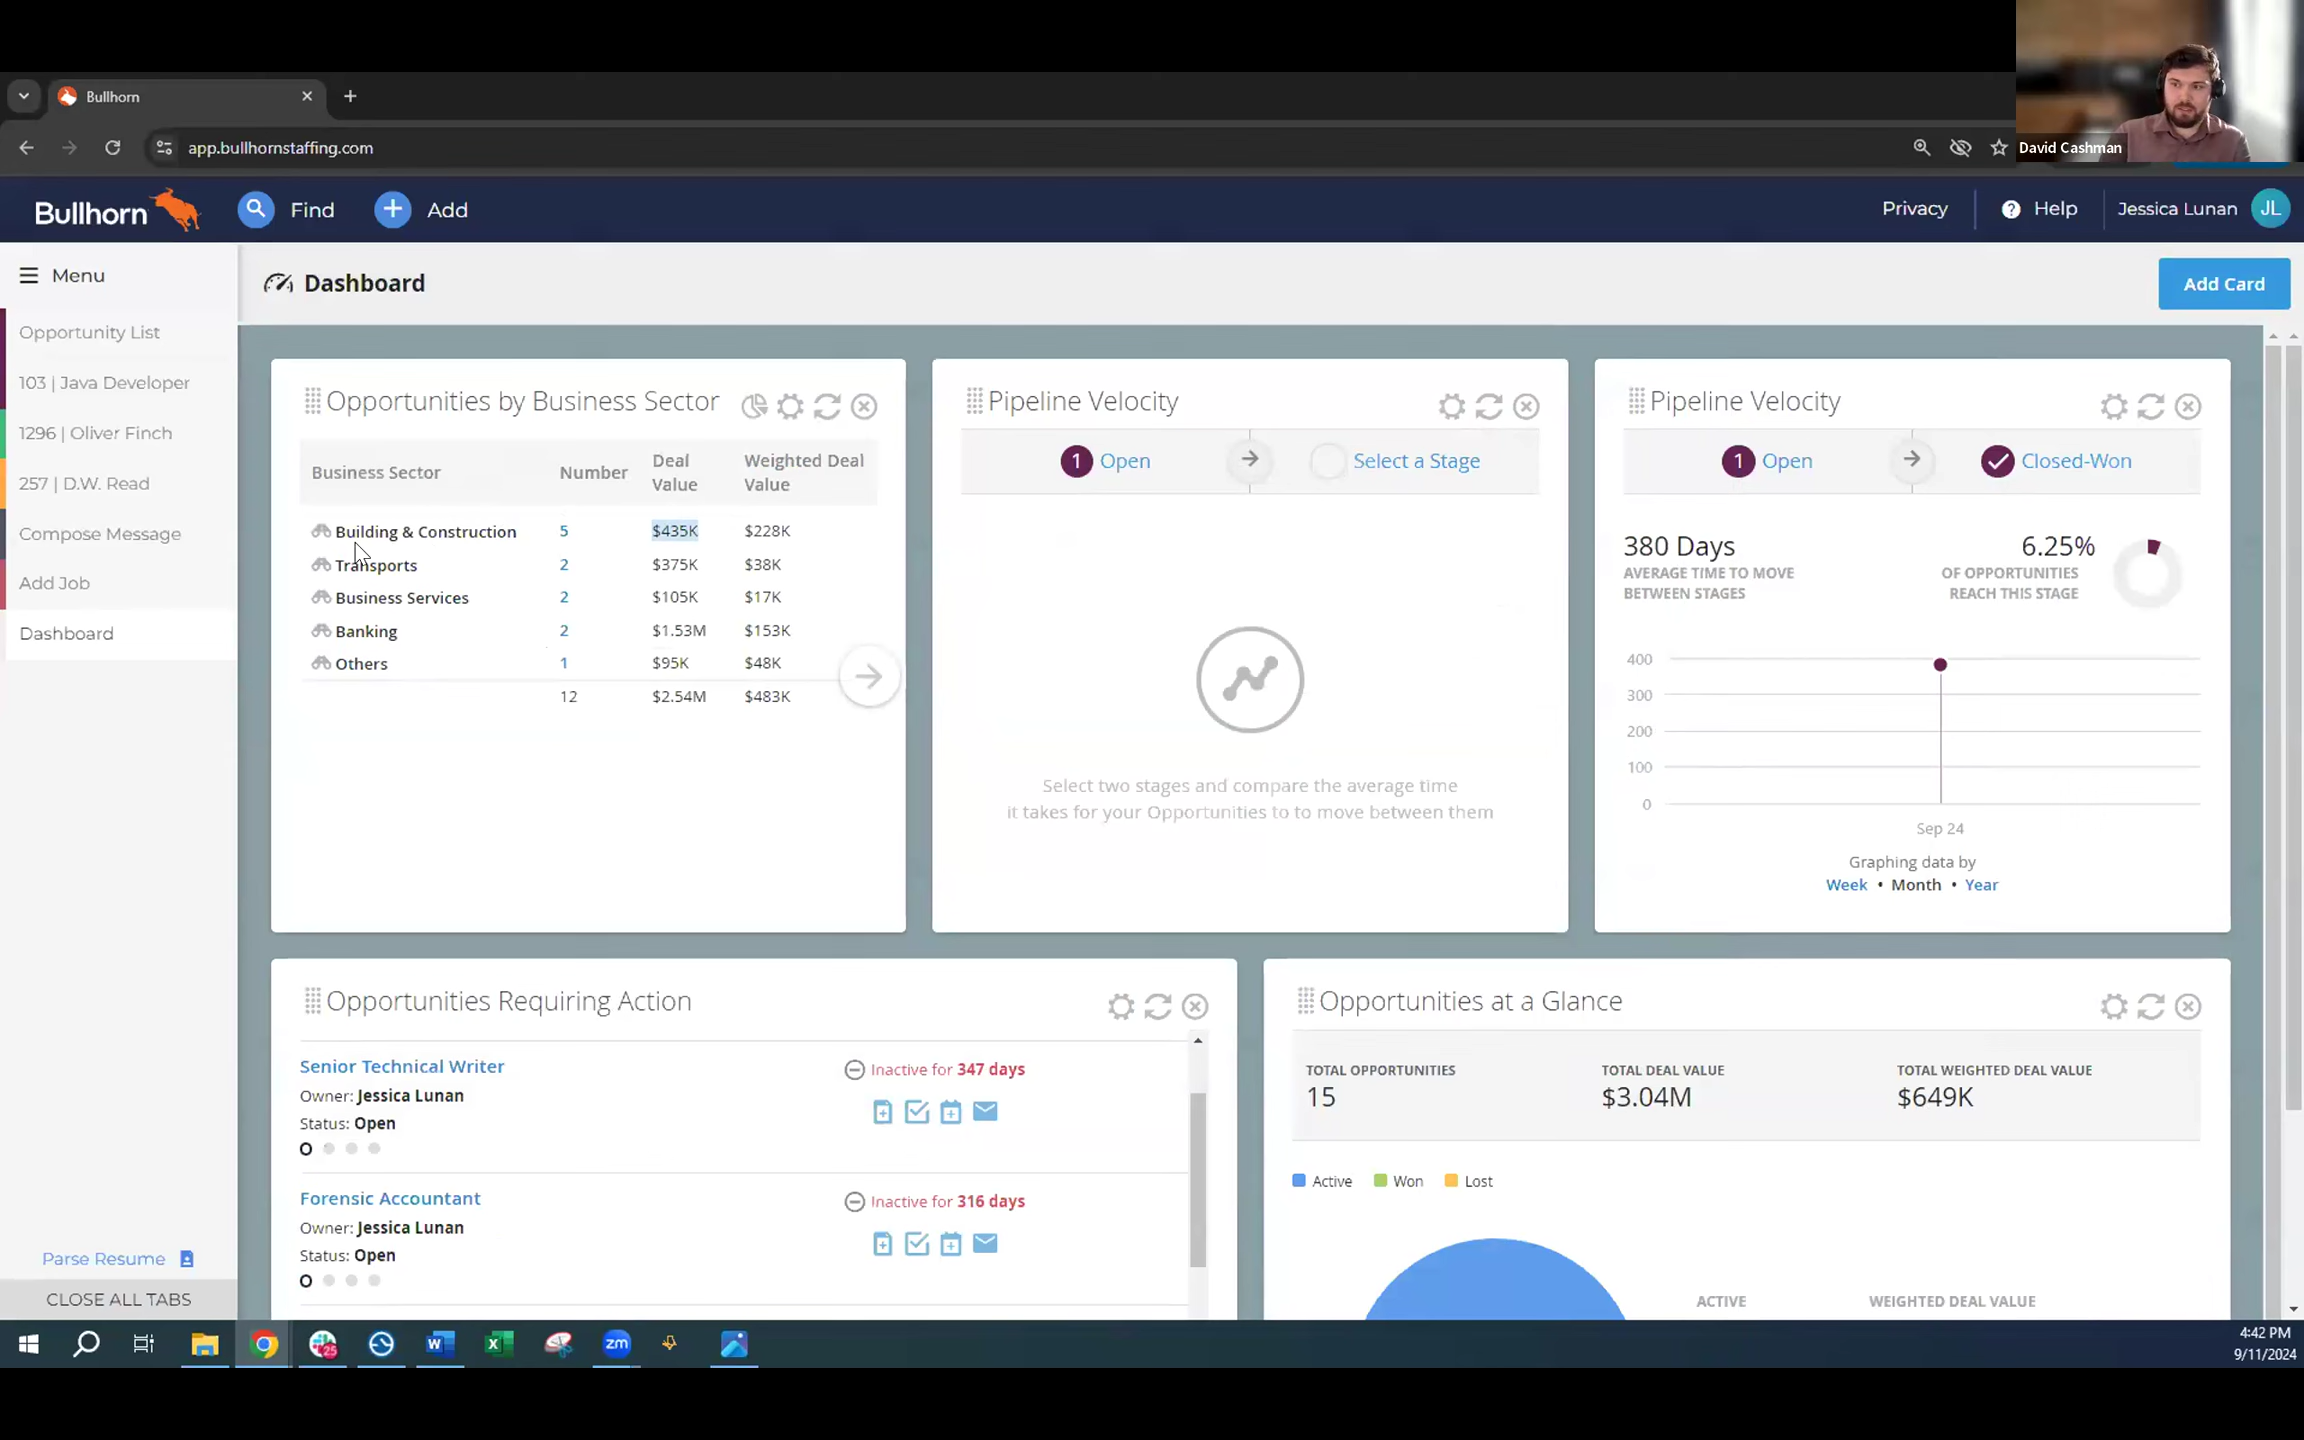 David Cashman
Bullhorn
app.bullhornstaffing.com
Bullhorn
Find
Add
Privacy
Help
Jessica Lunan
JL
Menu
Opportunity List
103 | Java Developer
1296 | Oliver Finch
257 | D.W. Read
Compose Message
Add Job
Dashboard
Parse Resume
CLOSE ALL TABS
Dashboard
Add Card
Opportunities by Business Sector
Business Sector Number Deal Value Weighted Deal Value
Building & Construction 5 $435K $228K
Transports 2 $375K $38K
Business Services 2 $105K $17K
Banking 2 $1.53M $153K
Others 1 $95K $48K
12 $2.54M $483K
Pipeline Velocity
1 Open Select a Stage
Select two stages and compare the average time
it takes for your Opportunities to to move between them
Pipeline Velocity
1 Open Closed-Won
380 Days
AVERAGE TIME TO MOVE
BETWEEN STAGES
6.25%
OF OPPORTUNITIES
REACH THIS STAGE
400
300
200
100
0
Sep 24
Graphing data by
Week • Month • Year
Opportunities Requiring Action
Senior Technical Writer
Inactive for 347 days
Owner: Jessica Lunan
Status: Open
Forensic Accountant
Inactive for 316 days
Owner: Jessica Lunan
Status: Open
Opportunities at a Glance
TOTAL OPPORTUNITIES
15
TOTAL DEAL VALUE
$3.04M
TOTAL WEIGHTED DEAL VALUE
$649K
Active Won Lost
ACTIVE WEIGHTED DEAL VALUE
25
zm
4:42 PM
9/11/2024